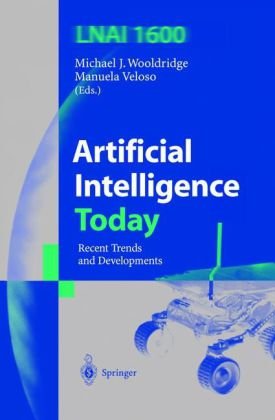 LNAI 1600
Michael J. Wooldridge
Manuela Veloso
(Eds.)
Artificial
Intelligence
Today
Recent Trends
and Developments
Springer